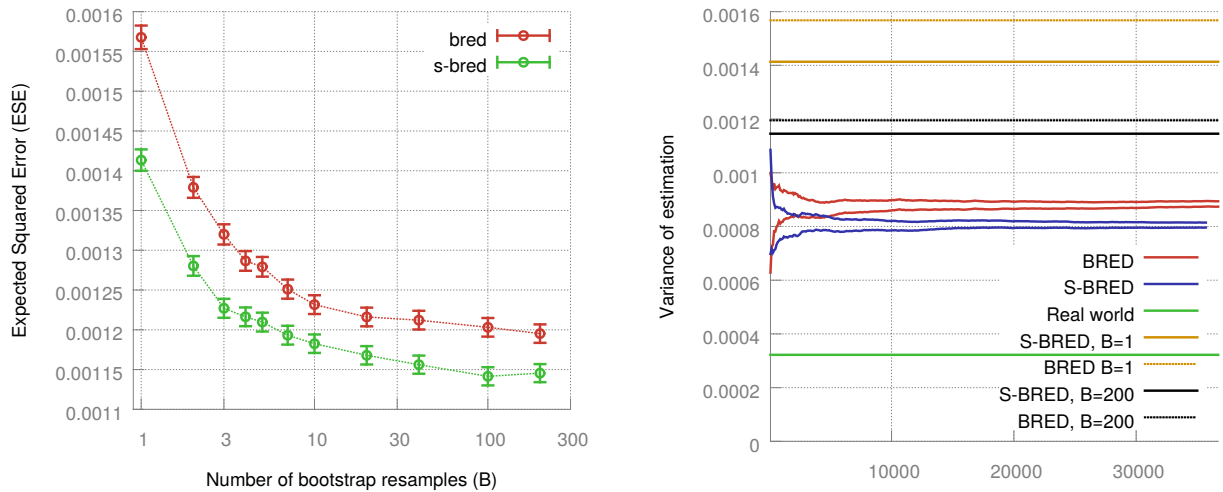 0.0016
0.00155
0.0015
0.00145
0.0014
0.00135
0.0013
0.00125
0.0012
0.00115
0.0011
1
3
10
30
100
300
Number of bootstrap resamples (B)
Expected Squared Error (ESE)
bred
s-bred
0.0016
0.0014
0.0012
0.001
0.0008
0.0006
0.0004
0.0002
0
10000
20000
30000
Variance of estimation
BRED
S-BRED
Real world
S-BRED, B=1
BRED B=1
S-BRED, B=200
BRED, B=200